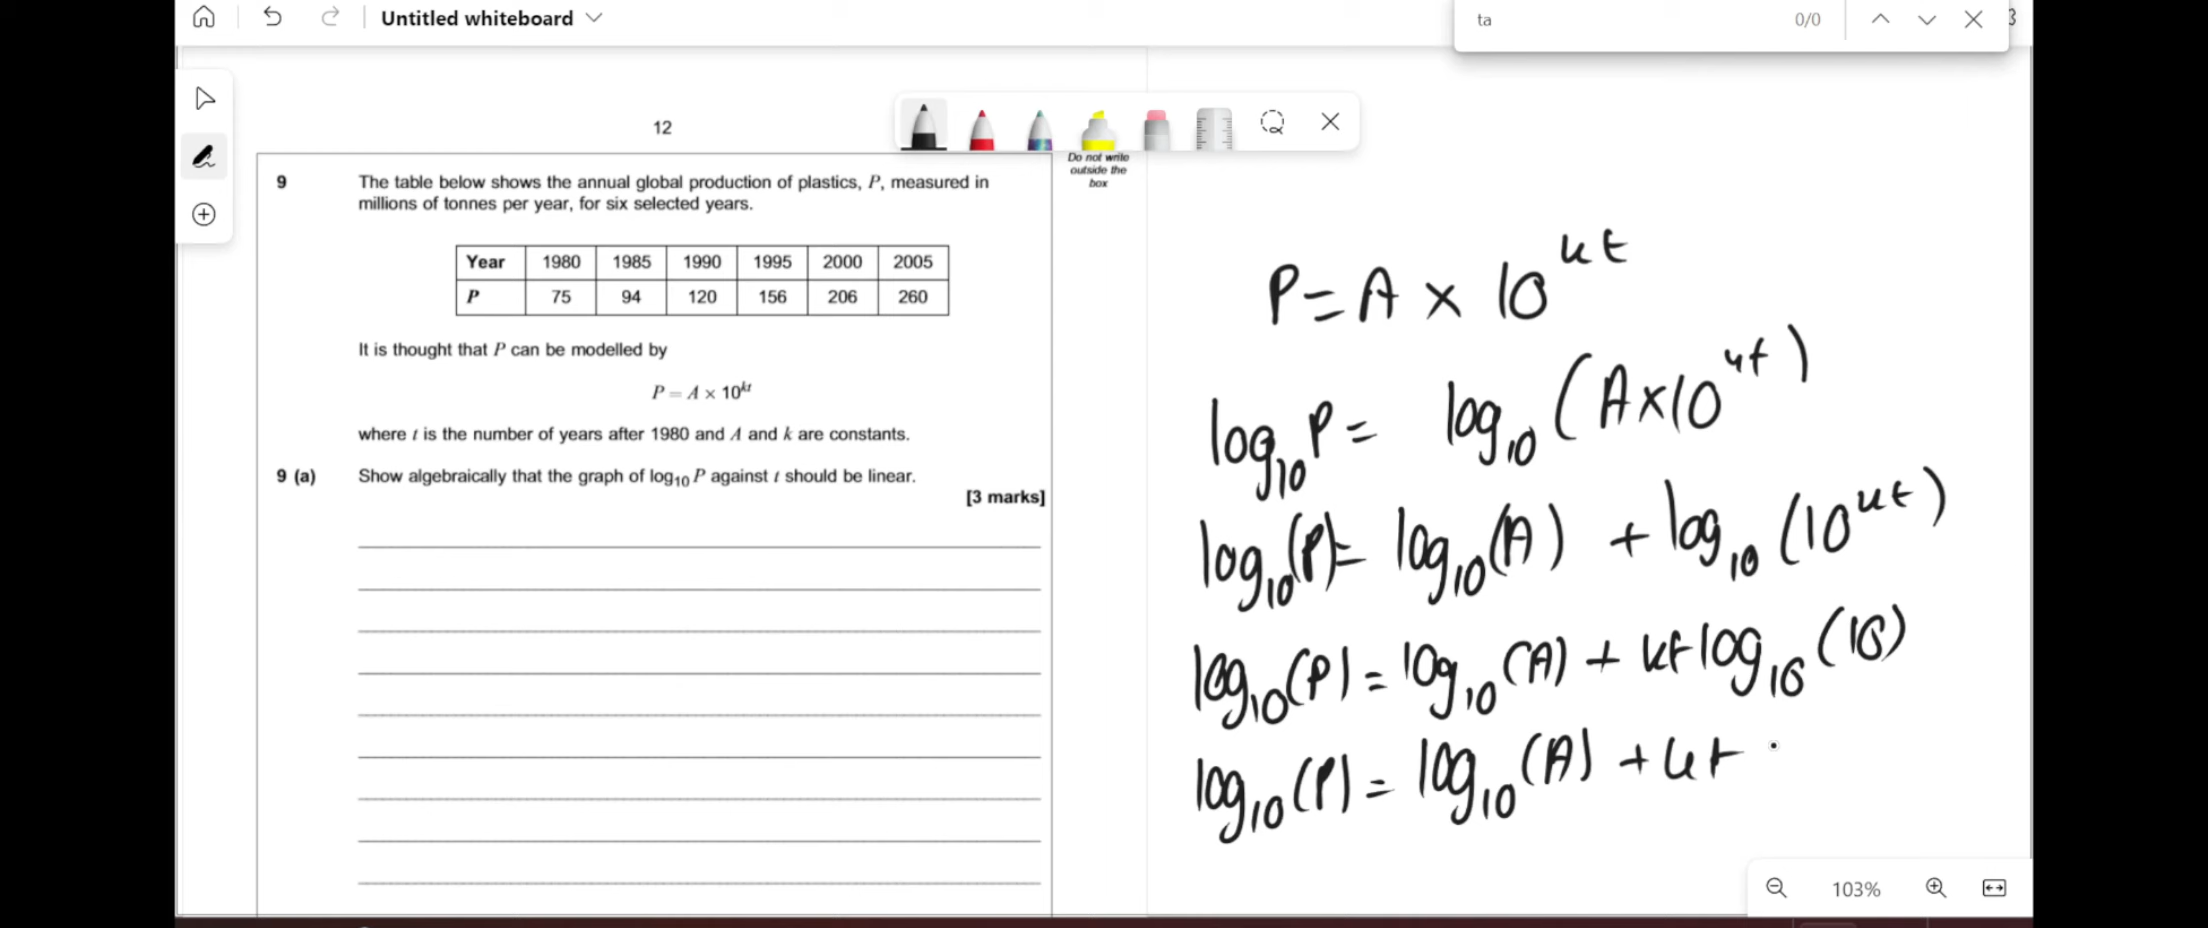 Untitled whiteboard
ta
0/0
12
Do not write
outside the
box
9 The table below shows the annual global production of plastics, P, measured in
millions of tonnes per year, for six selected years.
Year 1980 1985 1990 1995 2000 2005
P 75 94 120 156 206 260
It is thought that P can be modelled by
P = A × 10^{kt}
where t is the number of years after 1980 and A and k are constants.
9 (a) Show algebraically that the graph of log₁₀ P against t should be linear.
[3 marks]
P = A × 10^{kt}
log₁₀ P = log₁₀ (A×10^{kt})
log₁₀(P) = log₁₀(A) + log₁₀(10^{kt})
log₁₀(P) = log₁₀(A) + kt log₁₀(10)
log₁₀(P) = log₁₀(A) + kt
103%